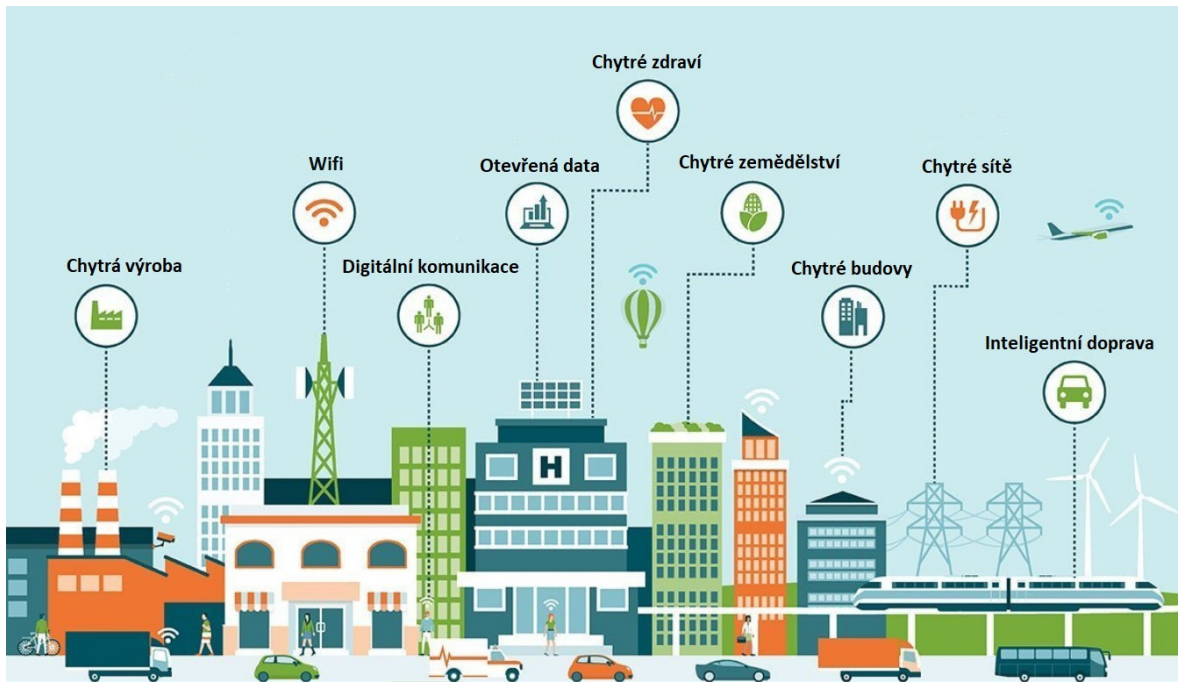 Chytré zdraví
Wifi
Otevřená data
Chytré zemědělství
Chytré sítě
Chytrá výroba
Digitální komunikace
Chytré budovy
Inteligentní doprava
H